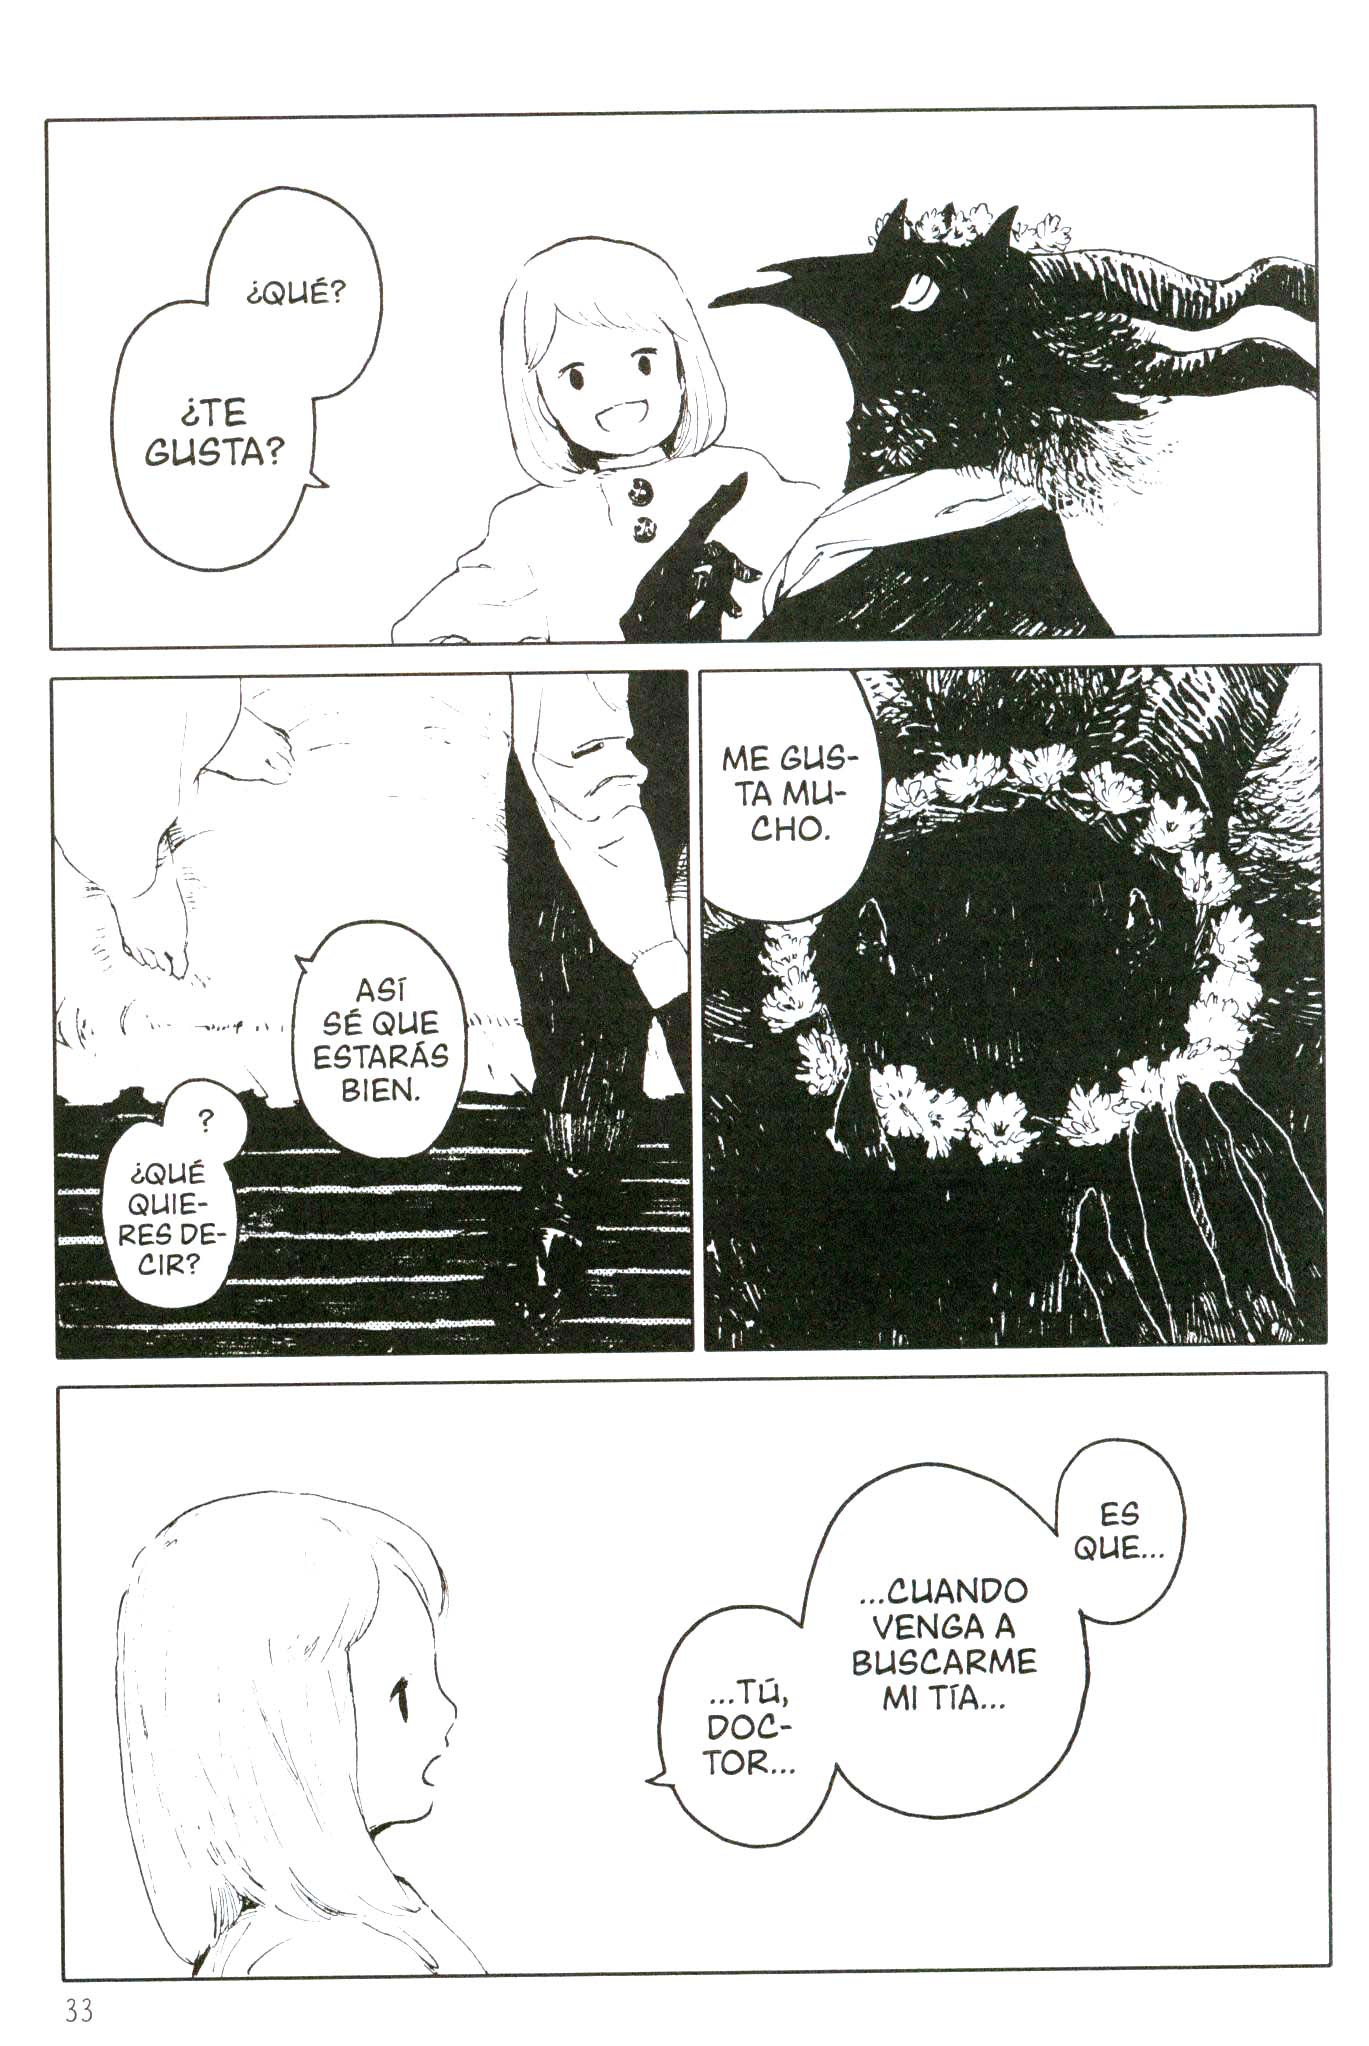 ¿QUÉ?
¿TE
GUSTA?
ME GUS-
TA MU-
CHO.
ASÍ
SÉ QUE
ESTARÁS
BIEN.
?
¿QUÉ
QUIE-
RES DE-
CIR?
ES
QUE...
...CUANDO
VENGA A
BUSCARME
MI TÍA...
...TÚ,
DOC-
TOR...
33